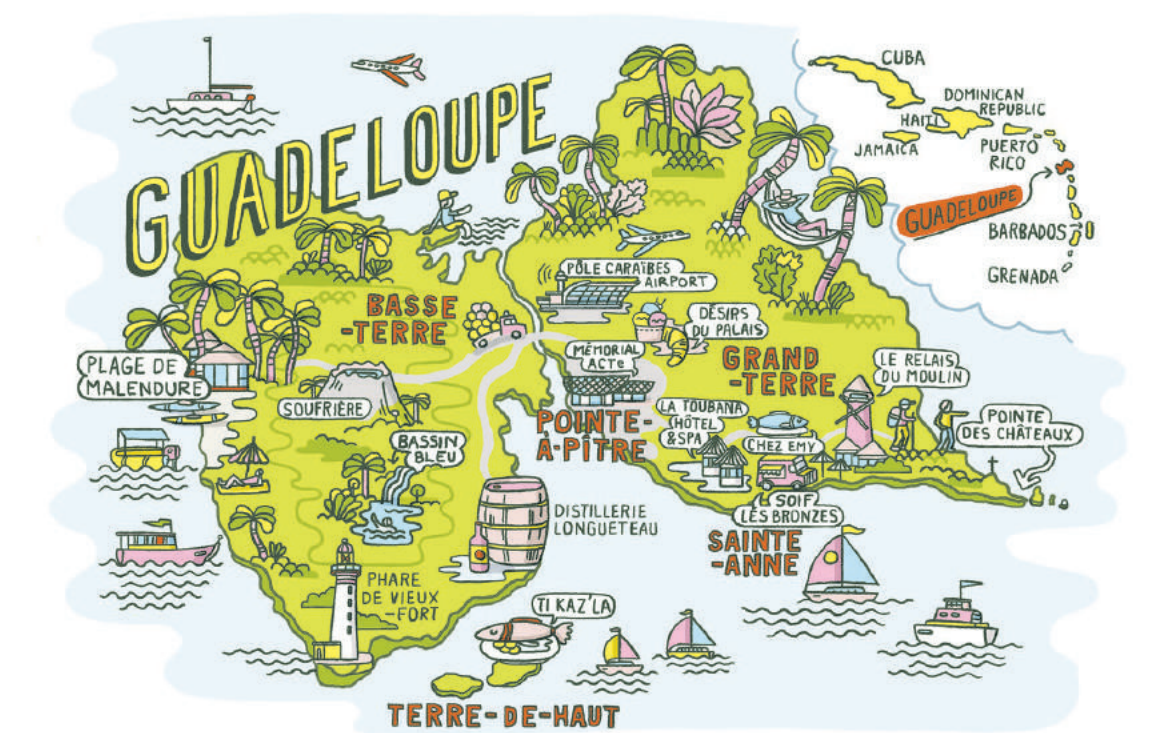 GUADELOUPE
CUBA
DOMINICAN
REPUBLIC
HAITI
JAMAICA
PUERTO
RICO
GUADELOUPE
BARBADOS
GRENADA
PÔLE CARAÏBES
AIRPORT
BASSE
-TERRE
DÉSIRS
DU PALAIS
MÉMORIAL
ACTe
GRAND
-TERRE
LE RELAIS
DU MOULIN
PLAGE DE
MALENDURE
SOUFRIÈRE
POINTE-
À-PÎTRE
LA TOUBANA
HÔTEL
& SPA
CHEZ EMY
POINTE
DES CHÂTEAUX
BASSIN
BLEU
SOIF
LÈS BRONZES
DISTILLERIE
LONGUETEAU
SAINTE
-ANNE
PHARE
DE VIEUX
-FORT
TI KAZ'LA
TERRE-DE-HAUT